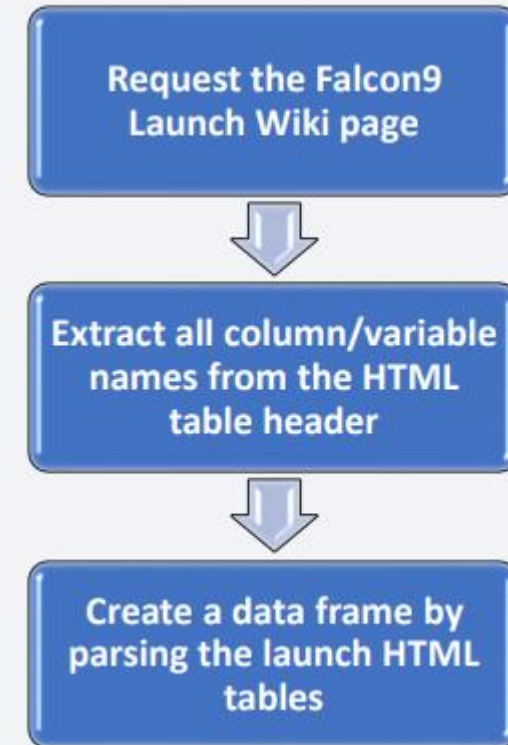 Request the Falcon9
Launch Wiki page
Extract all column/variable
names from the HTML
table header
Create a data frame by
parsing the launch HTML
tables